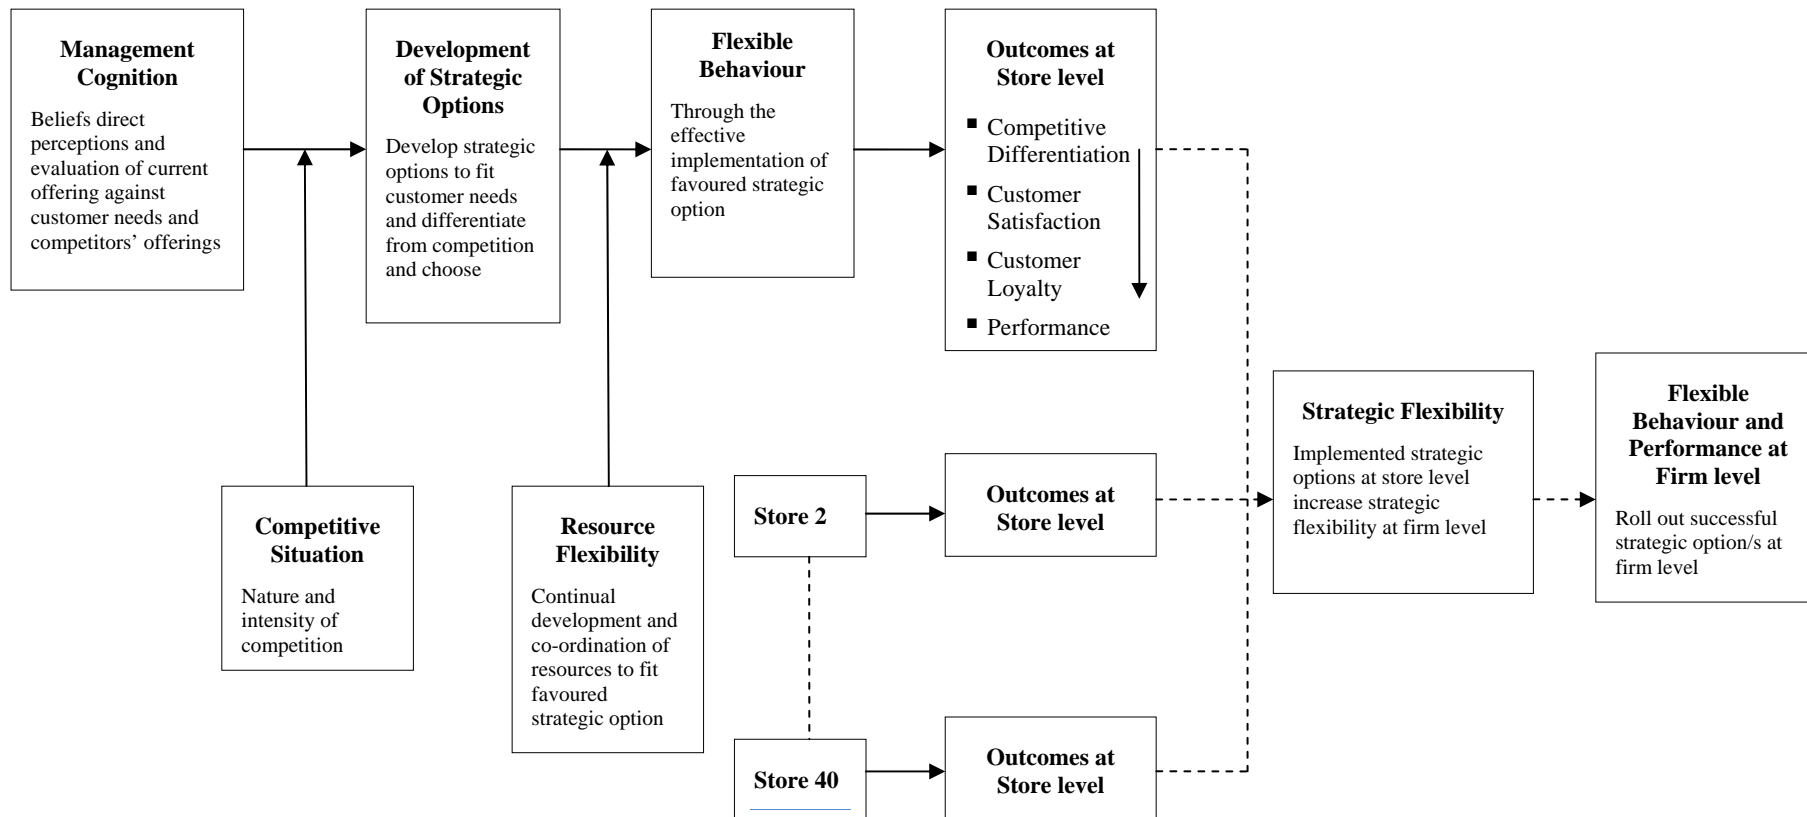 Management
Cognition
Beliefs direct
perceptions and
evaluation of current
offering against
customer needs and
competitors’ offerings
Development
of Strategic
Options
Develop strategic
options to fit
customer needs
and differentiate
from competition
and choose
Flexible
Behaviour
Through the
effective
implementation of
favoured strategic
option
Outcomes at
Store level
▪ Competitive
Differentiation
▪ Customer
Satisfaction
▪ Customer
Loyalty
▪ Performance
Competitive
Situation
Nature and
intensity of
competition
Resource
Flexibility
Continual
development and
co-ordination of
resources to fit
favoured
strategic option
Store 2
Outcomes at
Store level
Store 40
Outcomes at
Store level
Strategic Flexibility
Implemented strategic
options at store level
increase strategic
flexibility at firm level
Flexible
Behaviour and
Performance at
Firm level
Roll out successful
strategic option/s at
firm level